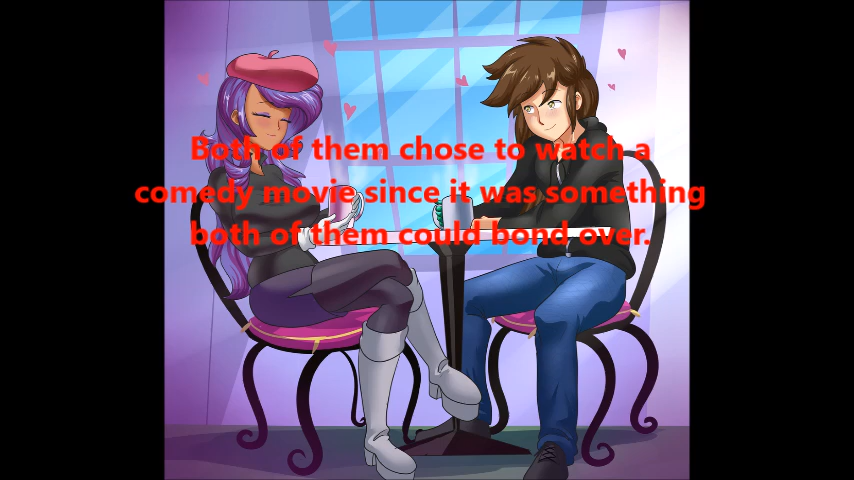 Both of them chose to watch a
comedy movie since it was something
both of them could bond over.